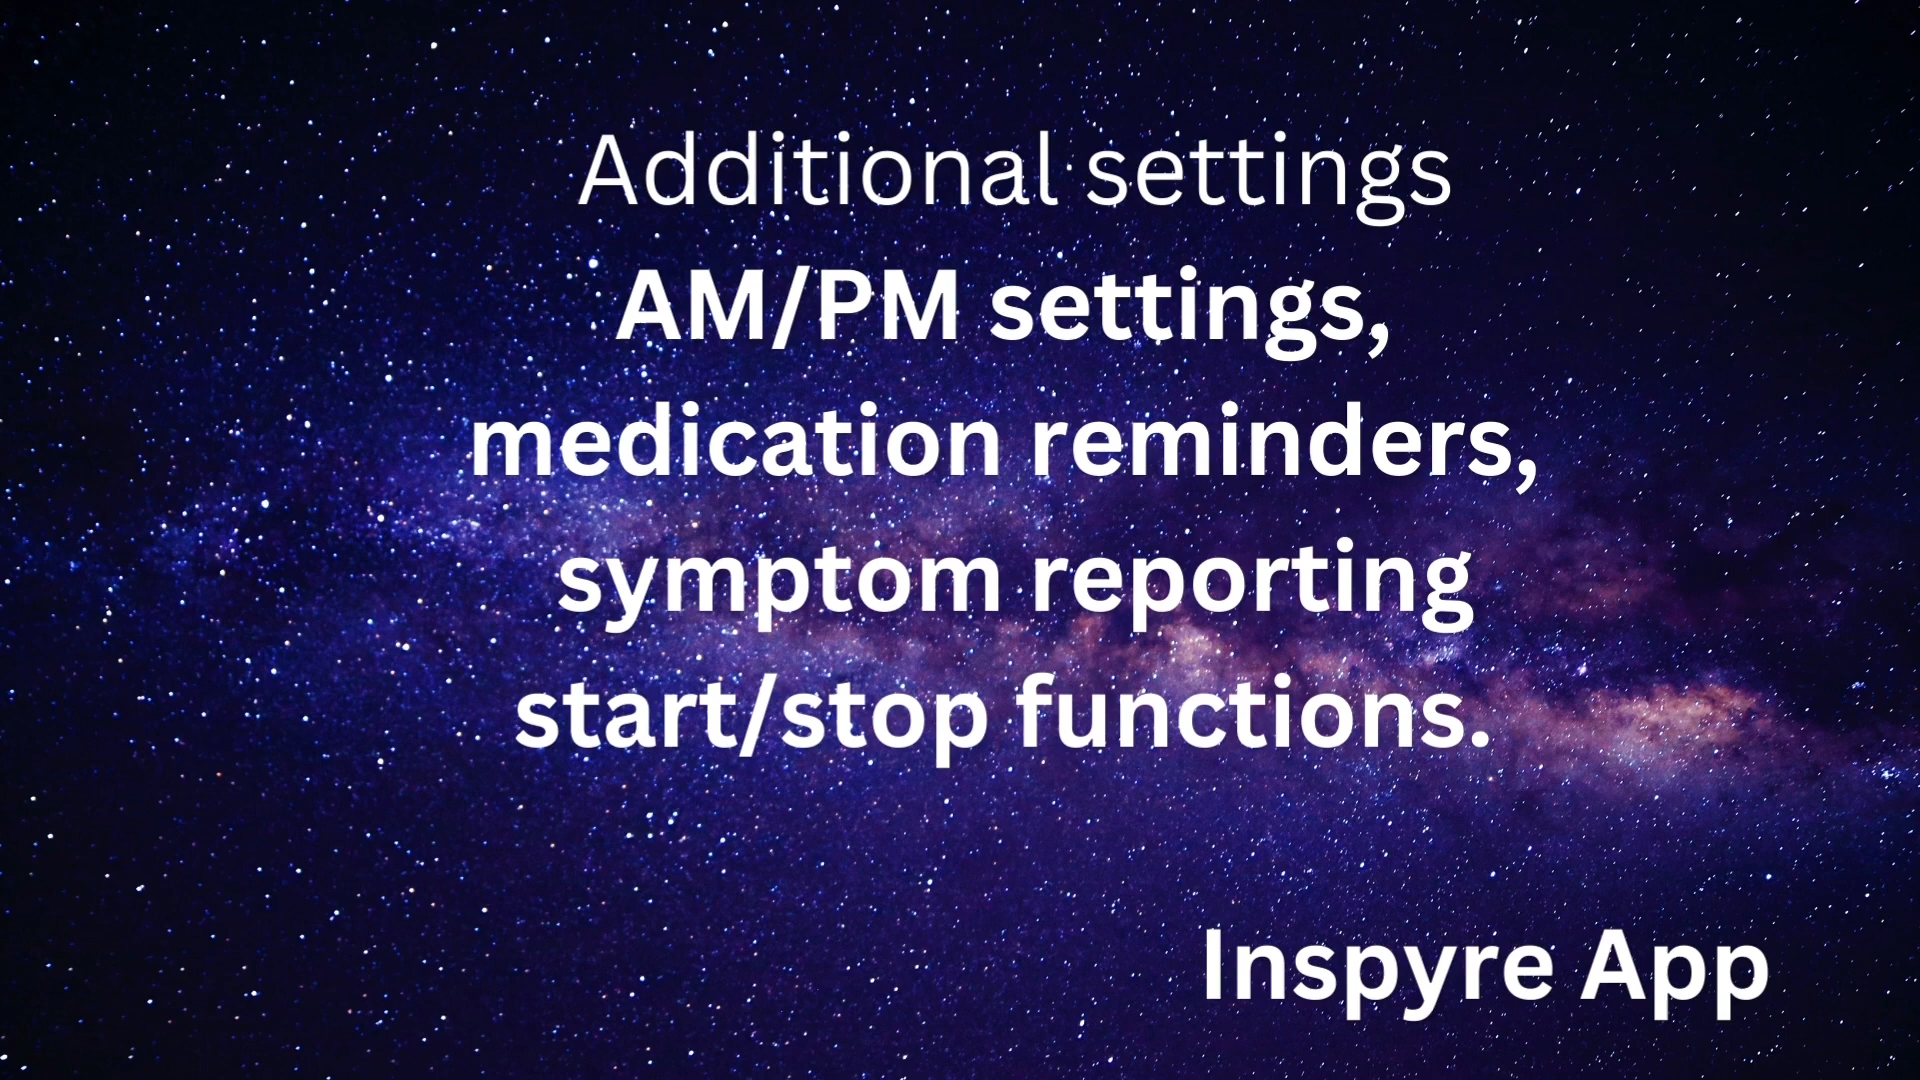 Additional settings
AM/PM settings,
medication reminders,
symptom reporting
start/stop functions.
Inspyre App